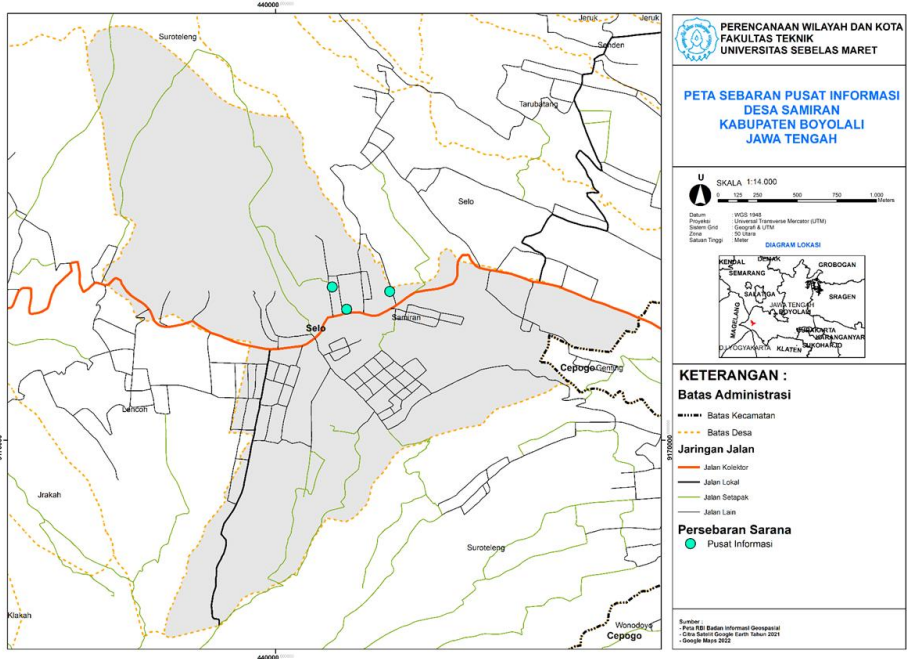 440000
Suroteleng
Jeruk
Jeruk
Senden
Tarubatang
Selo
Samiran
Selo
Cepogo
Genting
Lencoh
Jrakah
Suroteleng
Klakah
Wonodoyo
Cepogo
9170000
9170000
440000
PERENCANAAN WILAYAH DAN KOTA
FAKULTAS TEKNIK
UNIVERSITAS SEBELAS MARET
PETA SEBARAN PUSAT INFORMASI
DESA SAMIRAN
KABUPATEN BOYOLALI
JAWA TENGAH
U
SKALA 1:14.000
0 125 250 500 750 1.000
Meters
Datum : WGS 1948
Proyeksi : Universal Transverse Mercator (UTM)
Sistem Grid : Geografi & UTM
Zona : 50 Utara
Satuan Tinggi : Meter
DIAGRAM LOKASI
KENDAL
DEMAK
GROBOGAN
SEMARANG
SALATIGA
SRAGEN
JAWA TENGAH
BOYOLALI
MAGELANG
KARANGANYAR
SUKOHARJO
D.I.YOGYAKARTA
KLATEN
KETERANGAN :
Batas Administrasi
Batas Kecamatan
Batas Desa
Jaringan Jalan
Jalan Kolektor
Jalan Lokal
Jalan Setapak
Jalan Lain
Persebaran Sarana
Pusat Informasi
Sumber :
- Peta RBI Badan Informasi Geospasial
- Citra Satelit Google Earth Tahun 2021
- Google Maps 2022